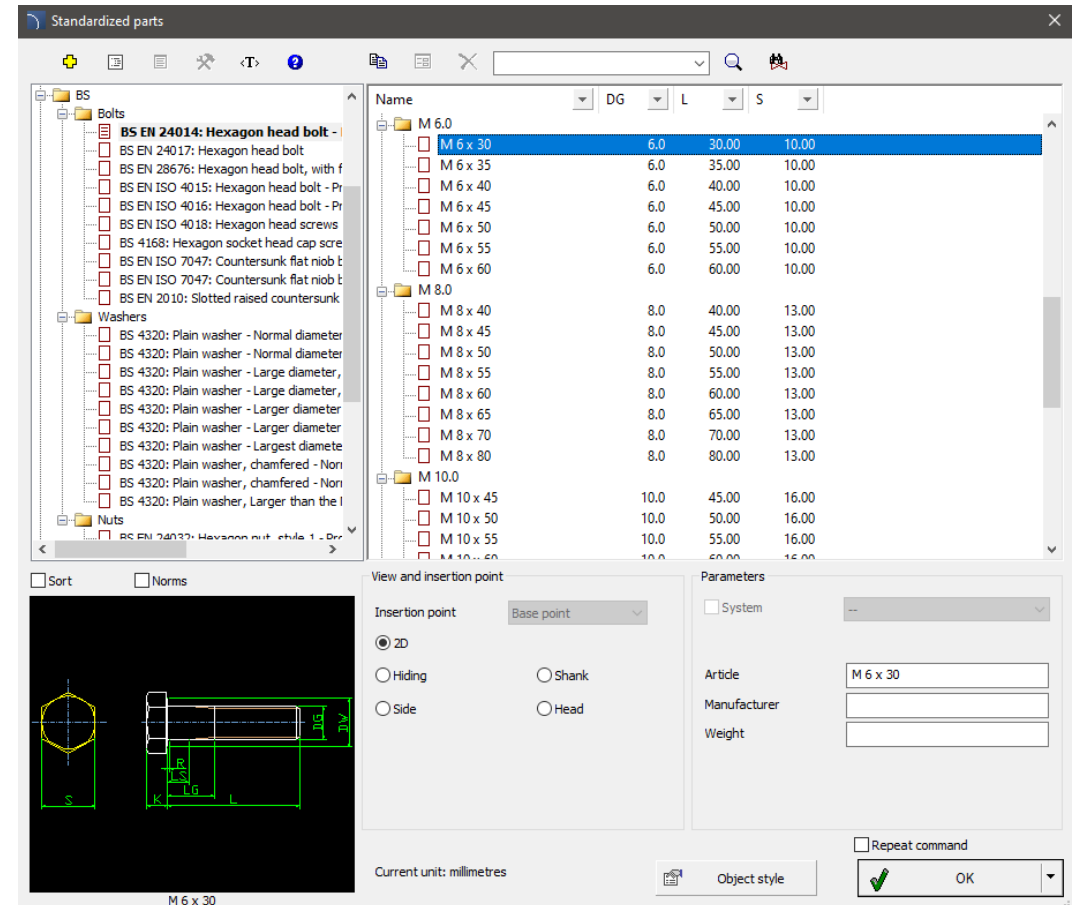 Standardized parts
<T>
BS
Bolts
BS EN 24014: Hexagon head bolt -
BS EN 24017: Hexagon head bolt
BS EN 28676: Hexagon head bolt, with f
BS EN ISO 4015: Hexagon head bolt - Pr
BS EN ISO 4016: Hexagon head bolt - Pr
BS EN ISO 4018: Hexagon head screws
BS 4168: Hexagon socket head cap scre
BS EN ISO 7047: Countersunk flat niob b
BS EN ISO 7047: Countersunk flat niob b
BS EN 2010: Slotted raised countersunk
Washers
BS 4320: Plain washer - Normal diameter
BS 4320: Plain washer - Normal diameter
BS 4320: Plain washer - Large diameter,
BS 4320: Plain washer - Large diameter,
BS 4320: Plain washer - Larger diameter
BS 4320: Plain washer - Larger diameter
BS 4320: Plain washer - Largest diamete
BS 4320: Plain washer, chamfered - Nor
BS 4320: Plain washer, chamfered - Nor
BS 4320: Plain washer, Larger than the
Nuts
BS EN 24032: Hexagon nut, style 1 - Pro
Name DG L S
M 6.0
M 6 x 30 6.0 30.00 10.00
M 6 x 35 6.0 35.00 10.00
M 6 x 40 6.0 40.00 10.00
M 6 x 45 6.0 45.00 10.00
M 6 x 50 6.0 50.00 10.00
M 6 x 55 6.0 55.00 10.00
M 6 x 60 6.0 60.00 10.00
M 8.0
M 8 x 40 8.0 40.00 13.00
M 8 x 45 8.0 45.00 13.00
M 8 x 50 8.0 50.00 13.00
M 8 x 55 8.0 55.00 13.00
M 8 x 60 8.0 60.00 13.00
M 8 x 65 8.0 65.00 13.00
M 8 x 70 8.0 70.00 13.00
M 8 x 80 8.0 80.00 13.00
M 10.0
M 10 x 45 10.0 45.00 16.00
M 10 x 50 10.0 50.00 16.00
M 10 x 55 10.0 55.00 16.00
M 10 x 60 10.0 60.00 16.00
Sort Norms
S
K
R
LS
LG
L
DG
DW
M 6 x 30
View and insertion point
Insertion point Base point
2D
Hiding Shank
Side Head
Parameters
System --
Article M 6 x 30
Manufacturer
Weight
Repeat command
Current unit: millimetres
Object style
OK